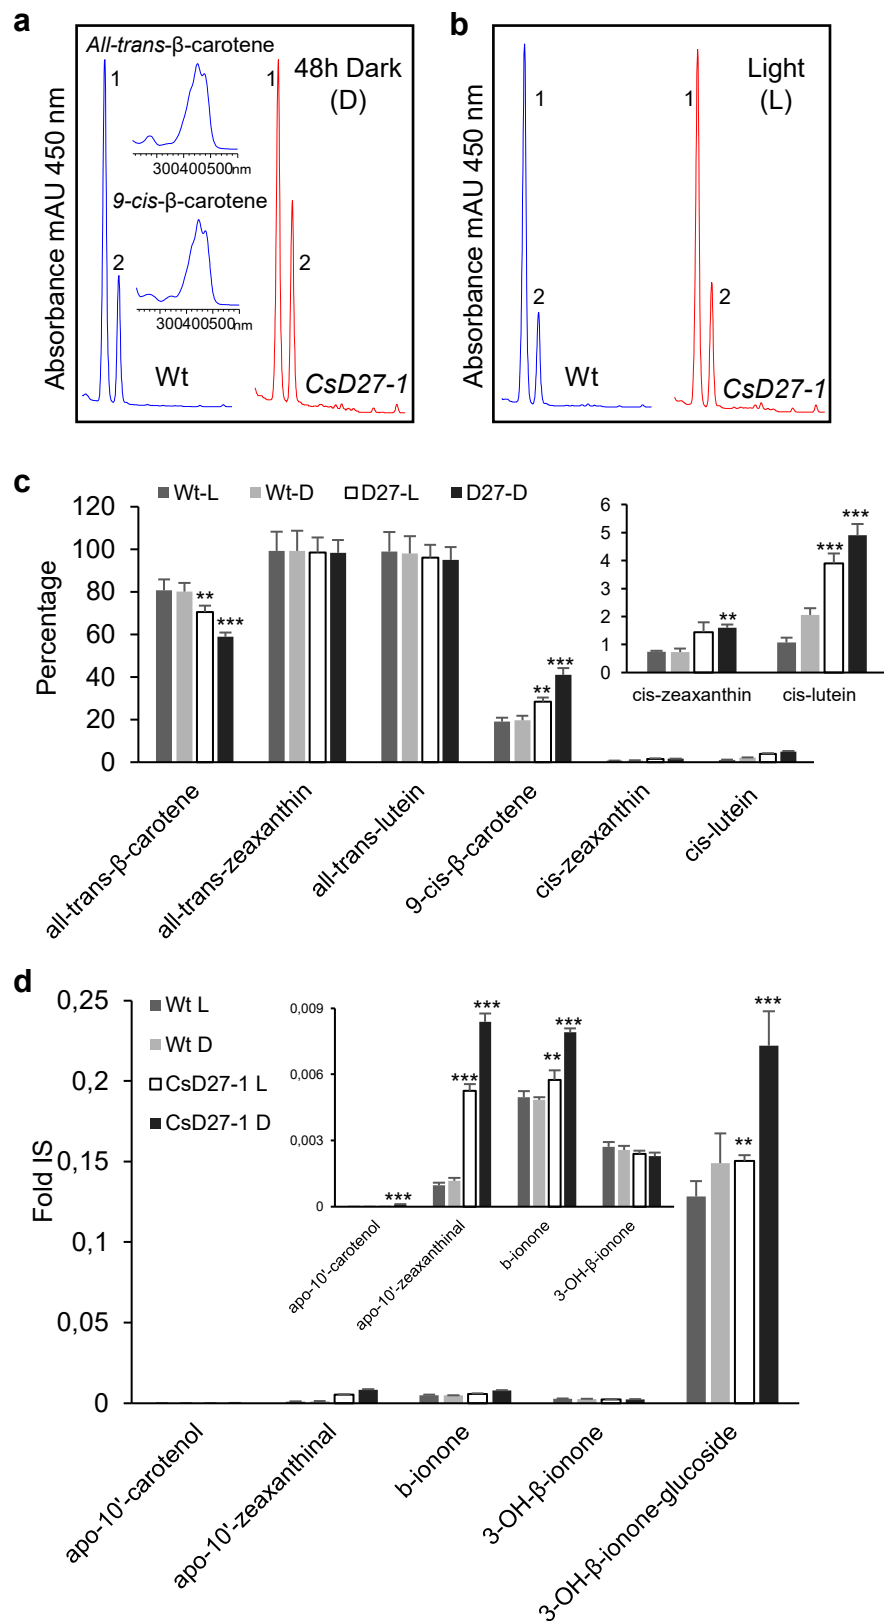 a
All-trans-β-carotene
1
300400500nm
9-cis-β-carotene
2
300400500nm
Wt
48h Dark
(D)
1
2
CsD27-1
Absorbance mAU 450 nm
b
1
2
Wt
Light
(L)
1
2
CsD27-1
Absorbance mAU 450 nm
c
Wt-L Wt-D D27-L D27-D
Percentage
120
100
80
60
40
20
0
** ***
** ***
all-trans-β-carotene
all-trans-zeaxanthin
all-trans-lutein
9-cis-β-carotene
cis-zeaxanthin
cis-lutein
6
5
4
3
2
1
0
**
*** ***
cis-zeaxanthin cis-lutein
d
Wt L
Wt D
CsD27-1 L
CsD27-1 D
Fold IS
0,25
0,2
0,15
0,1
0,05
0
** ***
apo-10'-carotenol
apo-10'-zeaxanthinal
b-ionone
3-OH-β-ionone
3-OH-β-ionone-glucoside
0,009
0,006
0,003
0
***
*** ***
** ***
apo-10'-carotenol
apo-10'-zeaxanthinal
b-ionone
3-OH-β-ionone